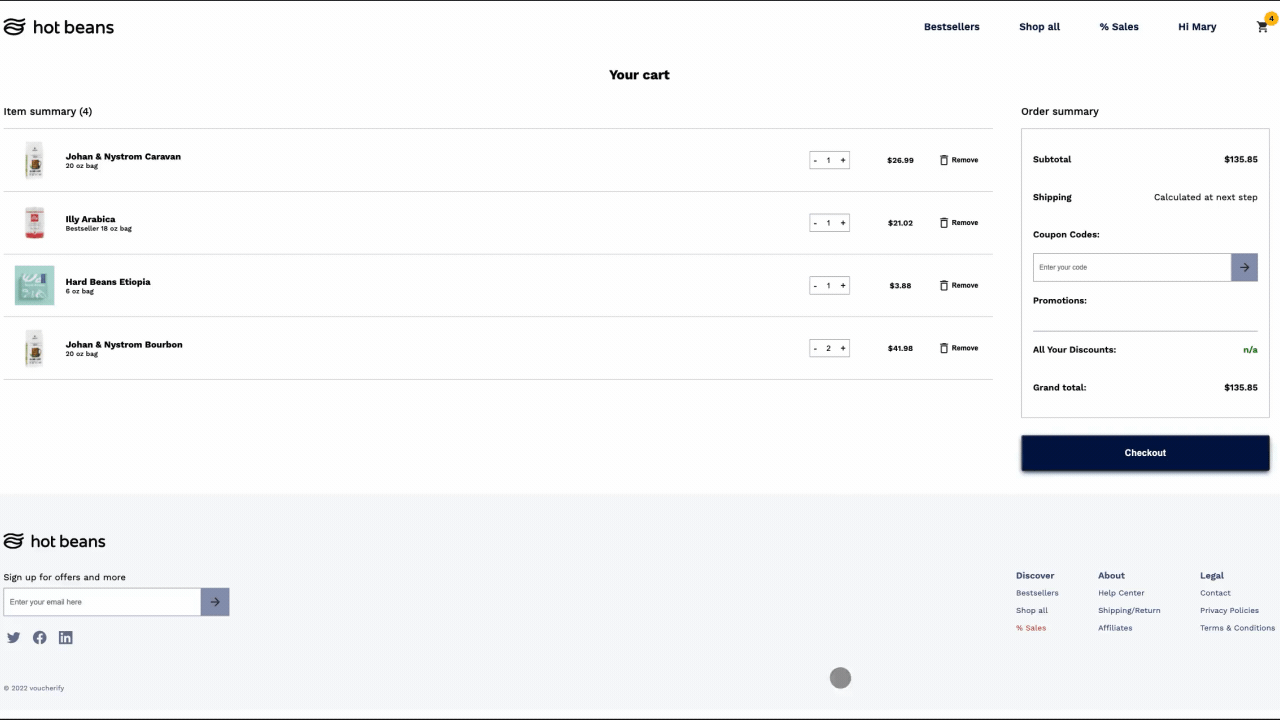 hot beans
Bestsellers
Shop all
% Sales
Hi Mary
4
Your cart
Item summary (4)
Order summary
Johan & Nystrom Caravan
20 oz bag
- 1 +
$26.99
Remove
Illy Arabica
Bestseller 18 oz bag
- 1 +
$21.02
Remove
Hard Beans Etiopia
6 oz bag
- 1 +
$3.88
Remove
Johan & Nystrom Bourbon
20 oz bag
- 2 +
$41.98
Remove
Subtotal
$135.85
Shipping
Calculated at next step
Coupon Codes:
Enter your code
Promotions:
All Your Discounts:
n/a
Grand total:
$135.85
Checkout
hot beans
Sign up for offers and more
Enter your email here
Discover
Bestsellers
Shop all
% Sales
About
Help Center
Shipping/Return
Affiliates
Legal
Contact
Privacy Policies
Terms & Conditions
© 2022 voucherify